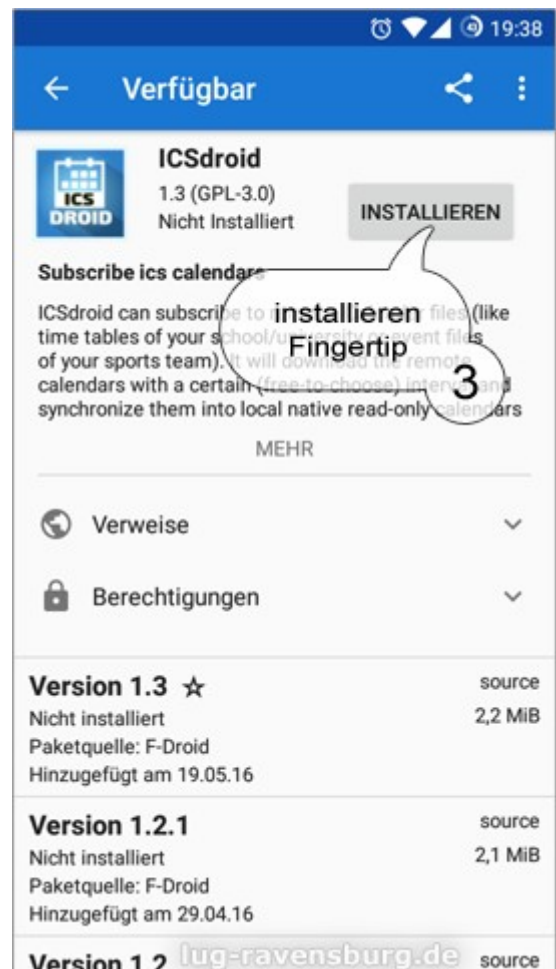 19:38
Verfügbar
ICS
DROID
ICSdroid
1.3 (GPL-3.0)
Nicht Installiert
INSTALLIEREN
Subscribe ics calendars
ICSdroid can subscribe to files (like
time tables of your school/university or event files
of your sports team). It will download the remote
calendars with a certain (free-to-choose) interval and
synchronize them into local native read-only calendars
installieren
Fingertip
3
MEHR
Verweise
Berechtigungen
Version 1.3 ☆
source
Nicht installiert
2,2 MiB
Paketquelle: F-Droid
Hinzugefügt am 19.05.16
Version 1.2.1
source
Nicht installiert
2,1 MiB
Paketquelle: F-Droid
Hinzugefügt am 29.04.16
Version 1.2
source
lug-ravensburg.de